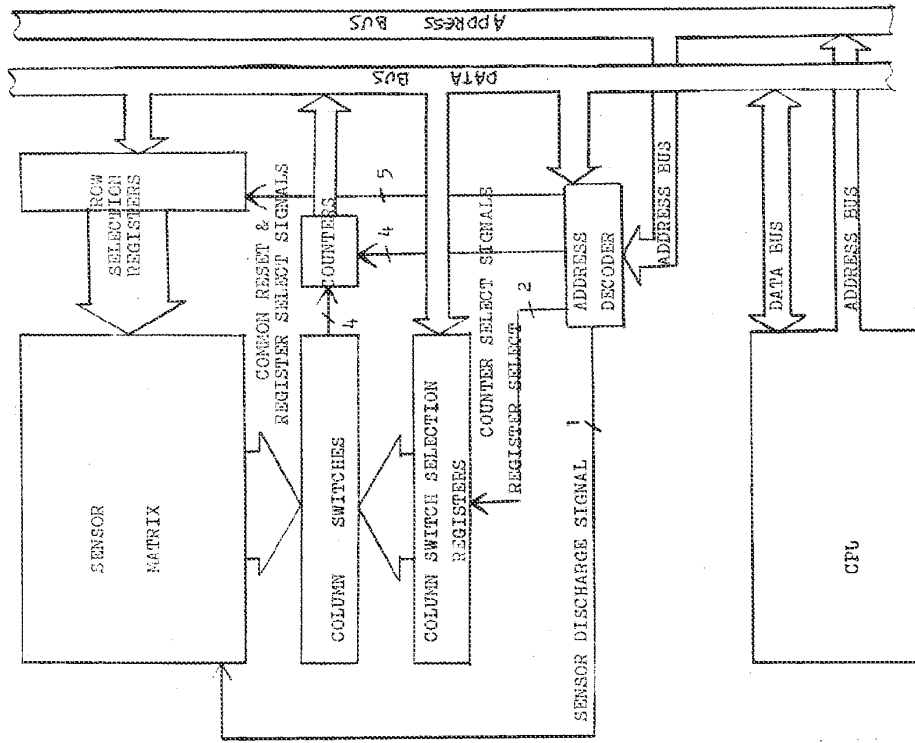 ADDRESS BUS
DATA BUS
ROW
SELECTION
REGISTERS
COMMON RESET &
REGISTER SELECT SIGNALS
5
COUNTERS
4
4
SENSOR
MATRIX
COLUMN SWITCHES
COLUMN SWITCH SELECTION
REGISTERS
COUNTER SELECT SIGNALS
REGISTER SELECT
2
ADDRESS
DECODER
ADDRESS BUS
SENSOR DISCHARGE SIGNAL
1
DATA BUS
ADDRESS BUS
CPU